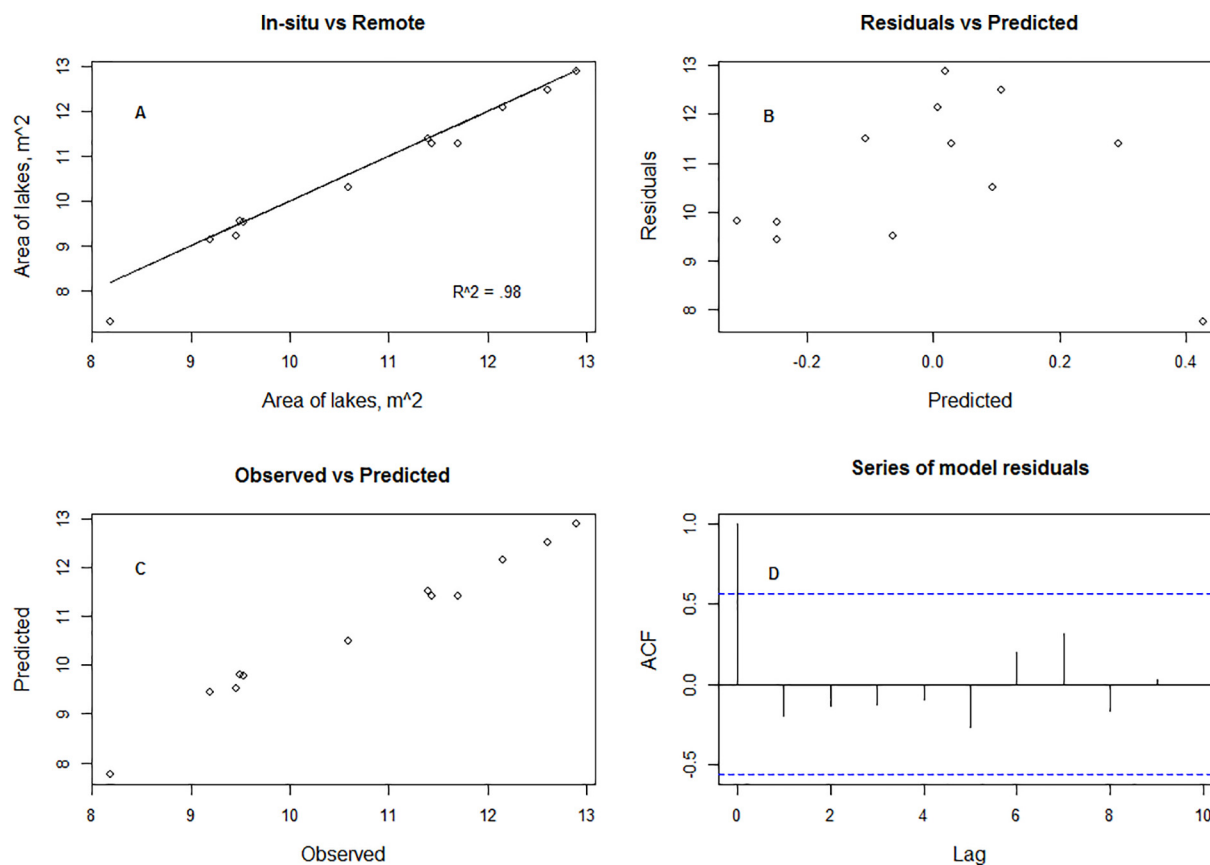 In-situ vs Remote
A
Area of lakes, m^2
13
12
11
10
9
8
R^2 = .98
8 9 10 11 12 13
Area of lakes, m^2
Residuals vs Predicted
B
Residuals
13
12
11
10
9
8
-0.2 0.0 0.2 0.4
Predicted
Observed vs Predicted
C
Predicted
13
12
11
10
9
8
8 9 10 11 12 13
Observed
Series of model residuals
D
ACF
1.0
0.5
0.0
-0.5
0 2 4 6 8 10
Lag